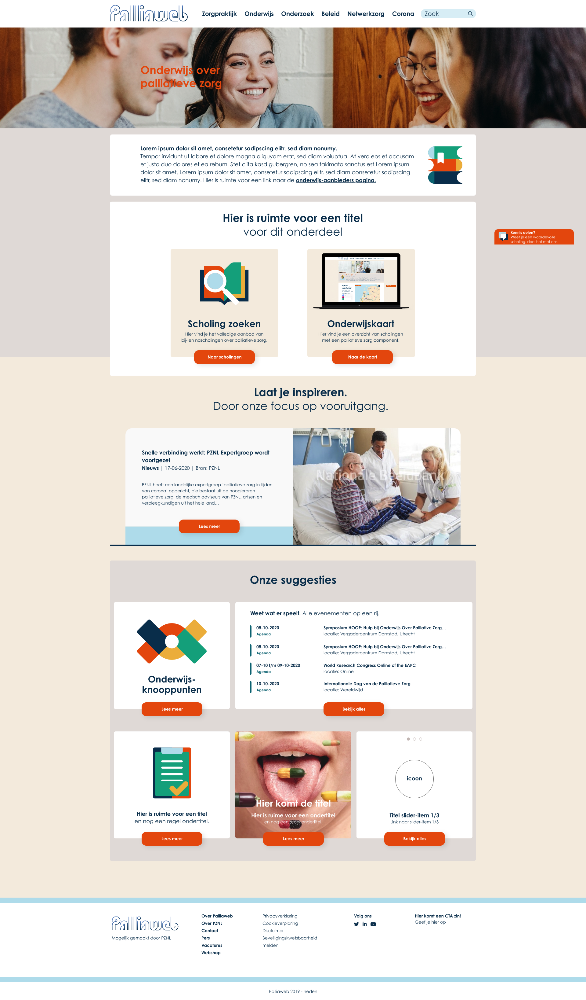 Palliaweb
Zorgpraktijk Onderwijs Onderzoek Beleid Netwerkzorg Corona Zoek
Onderwijs over
palliatieve zorg
Lorem ipsum dolor sit amet, consetetur sadipscing elitr, sed diam nonumy.
Tempor invidunt ut labore et dolore magna aliquyam erat, sed diam voluptua. At vero eos et accusam
et justo duo dolores et ea rebum. Stet clita kasd gubergren, no sea takimata sanctus est Lorem ipsum
dolor sit amet. Lorem ipsum dolor sit amet, consetetur sadipscing elitr, sed diam consetetur sadipscing
elitr, sed diam nonumy. Hier is ruimte voor een link naar de onderwijs-aanbieders pagina.
Hier is ruimte voor een titel
voor dit onderdeel
Kennis delen?
Weet je een waardevolle
scholing, deel het met ons.
Scholing zoeken
Hier vind je het volledige aanbod van
bij- en nascholingen over palliatieve zorg.
Naar scholingen
Onderwijskaart
Hier vind je een overzicht van scholingen
met een palliatieve zorg component.
Naar de kaart
Laat je inspireren.
Door onze focus op vooruitgang.
Snelle verbinding werkt: PZNL Expertgroep wordt
voortgezet
Nieuws | 17-06-2020 | Bron: PZNL
PZNL heeft een landelijke expertgroep ‘palliatieve zorg in tijden
van corona’ opgericht, die bestaat uit de hoogleraren
palliatieve zorg, de medisch adviseurs van PZNL, artsen en
verpleegkundigen uit het hele land…
Lees meer
Nationale Beeldbank
Onze suggesties
Onderwijs-
knooppunten
Lees meer
Weet wat er speelt. Alle evenementen op een rij.
08-10-2020 Symposium HOOP: Hulp bij Onderwijs Over Palliative Zorg…
Agenda locatie: Vergadercentrum Domstad, Utrecht
08-10-2020 Symposium HOOP: Hulp bij Onderwijs Over Palliative Zorg…
Agenda locatie: Vergadercentrum Domstad, Utrecht
07-10 t/m 09-10-2020 World Research Congress Online of the EAPC
Agenda locatie: Online
10-10-2020 Internationale Dag van de Palliatieve Zorg
Agenda locatie: Wereldwijd
Bekijk alles
Hier is ruimte voor een titel
en nog een regel ondertitel.
Lees meer
Hier komt de titel
Hier is ruime voor een ondertitel
en nog een regel ondertitel.
Lees meer
icoon
Titel slider-item 1/3
Link naar slider-item 1/3
Bekijk alles
Palliaweb
Mogelijk gemaakt door PZNL
Over Palliaweb
Over PZNL
Contact
Pers
Vacatures
Webshop
Privacyverklaring
Cookieverplaring
Disclaimer
Beveiligingskwetsbaarheid
melden
Volg ons
Hier komt een CTA zin!
Geef je hier op
Palliaweb 2019 - heden